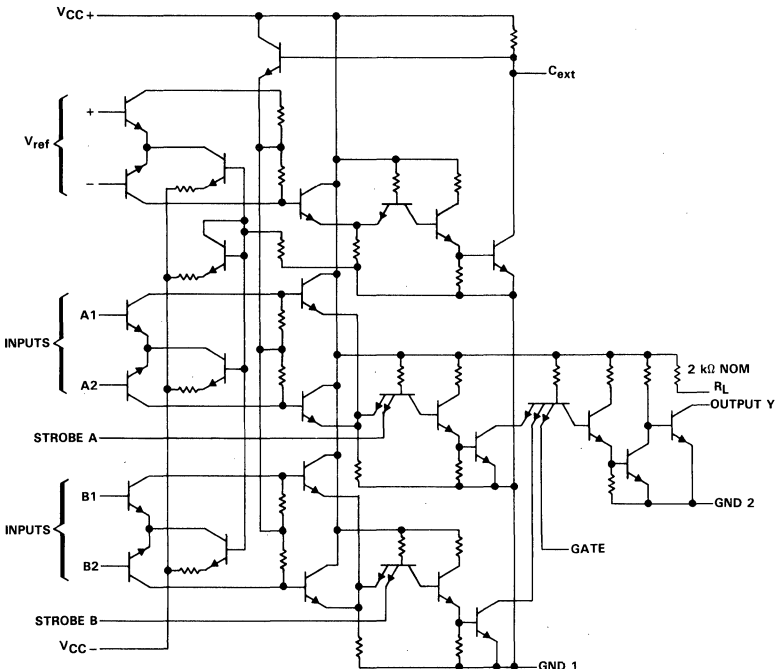 VCC+
Cext
+
Vref
−
A1
INPUTS
A2
2 kΩ NOM
RL
OUTPUT Y
STROBE A
B1
INPUTS
B2
GND 2
GATE
STROBE B
VCC−
GND 1